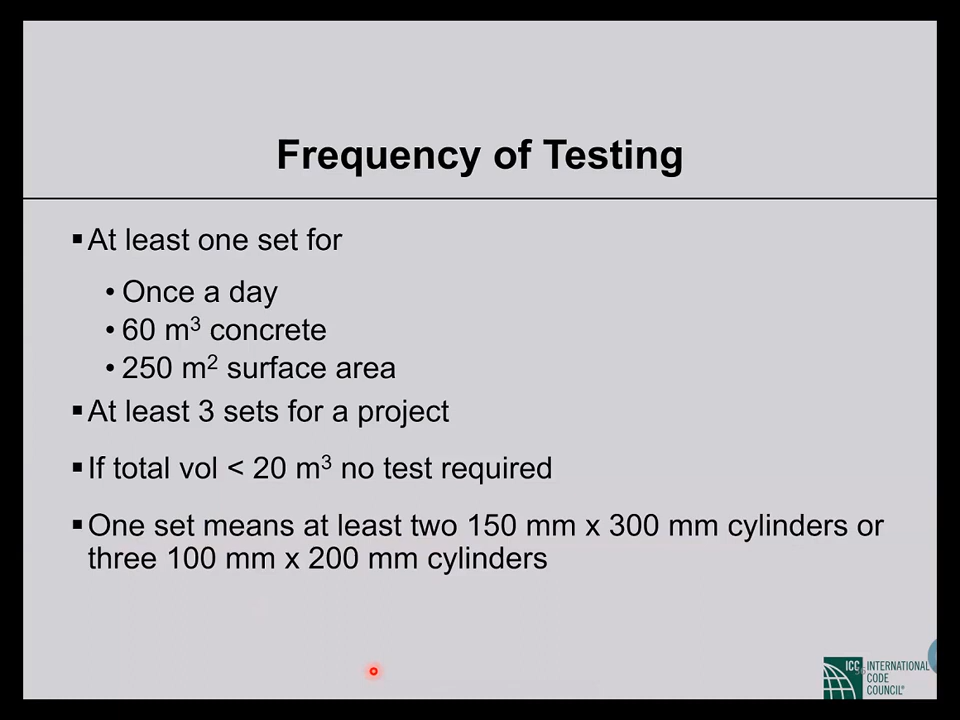 Frequency of Testing
▪ At least one set for
• Once a day
• 60 m³ concrete
• 250 m² surface area
▪ At least 3 sets for a project
▪ If total vol < 20 m³ no test required
▪ One set means at least two 150 mm x 300 mm cylinders or
three 100 mm x 200 mm cylinders
ICC INTERNATIONAL
CODE
COUNCIL®